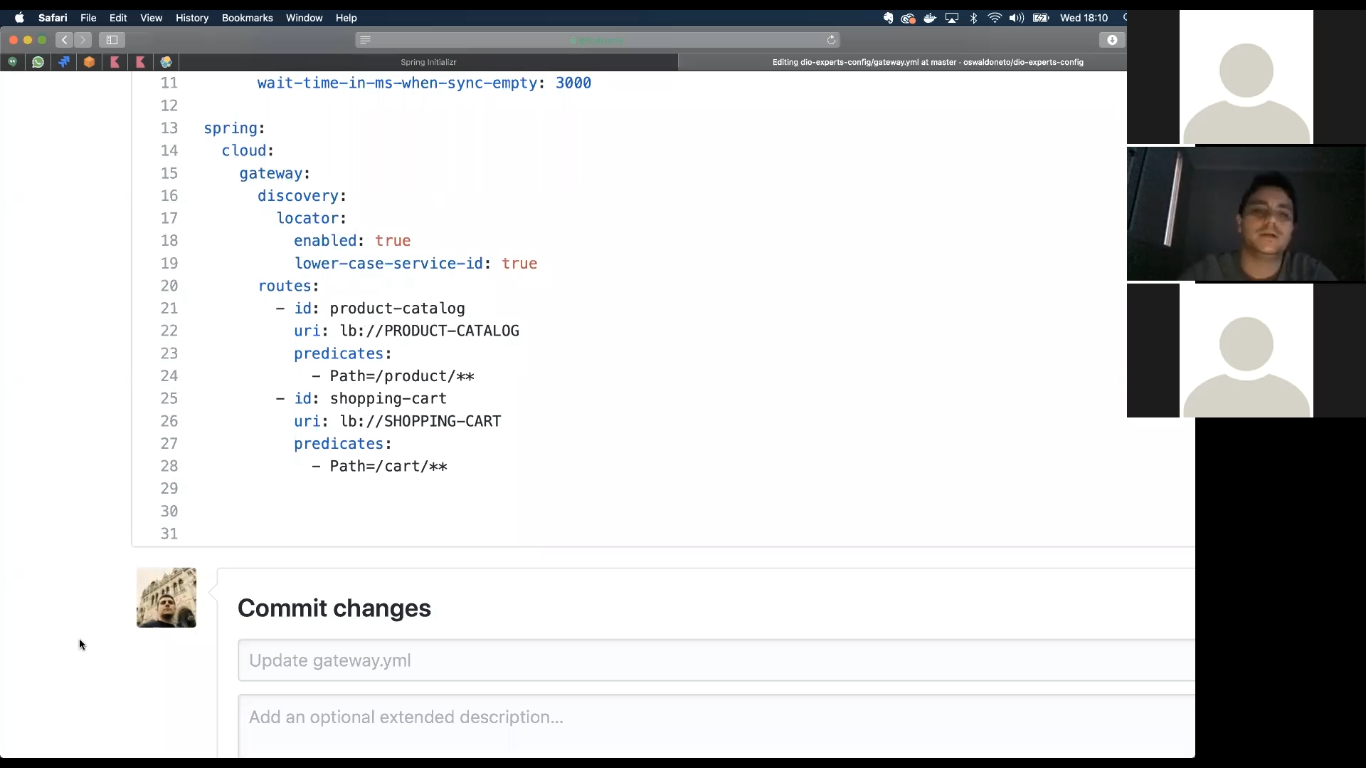 Safari File Edit View History Bookmarks Window Help Wed 18:10
Spring Initializr
Editing dio-experts-config/gateway.yml at master - oswaldoneto/dio-experts-config
11 wait-time-in-ms-when-sync-empty: 3000
12
13 spring:
14 cloud:
15 gateway:
16 discovery:
17 locator:
18 enabled: true
19 lower-case-service-id: true
20 routes:
21 - id: product-catalog
22 uri: lb://PRODUCT-CATALOG
23 predicates:
24 - Path=/product/**
25 - id: shopping-cart
26 uri: lb://SHOPPING-CART
27 predicates:
28 - Path=/cart/**
29
30
31
Commit changes
Update gateway.yml
Add an optional extended description...